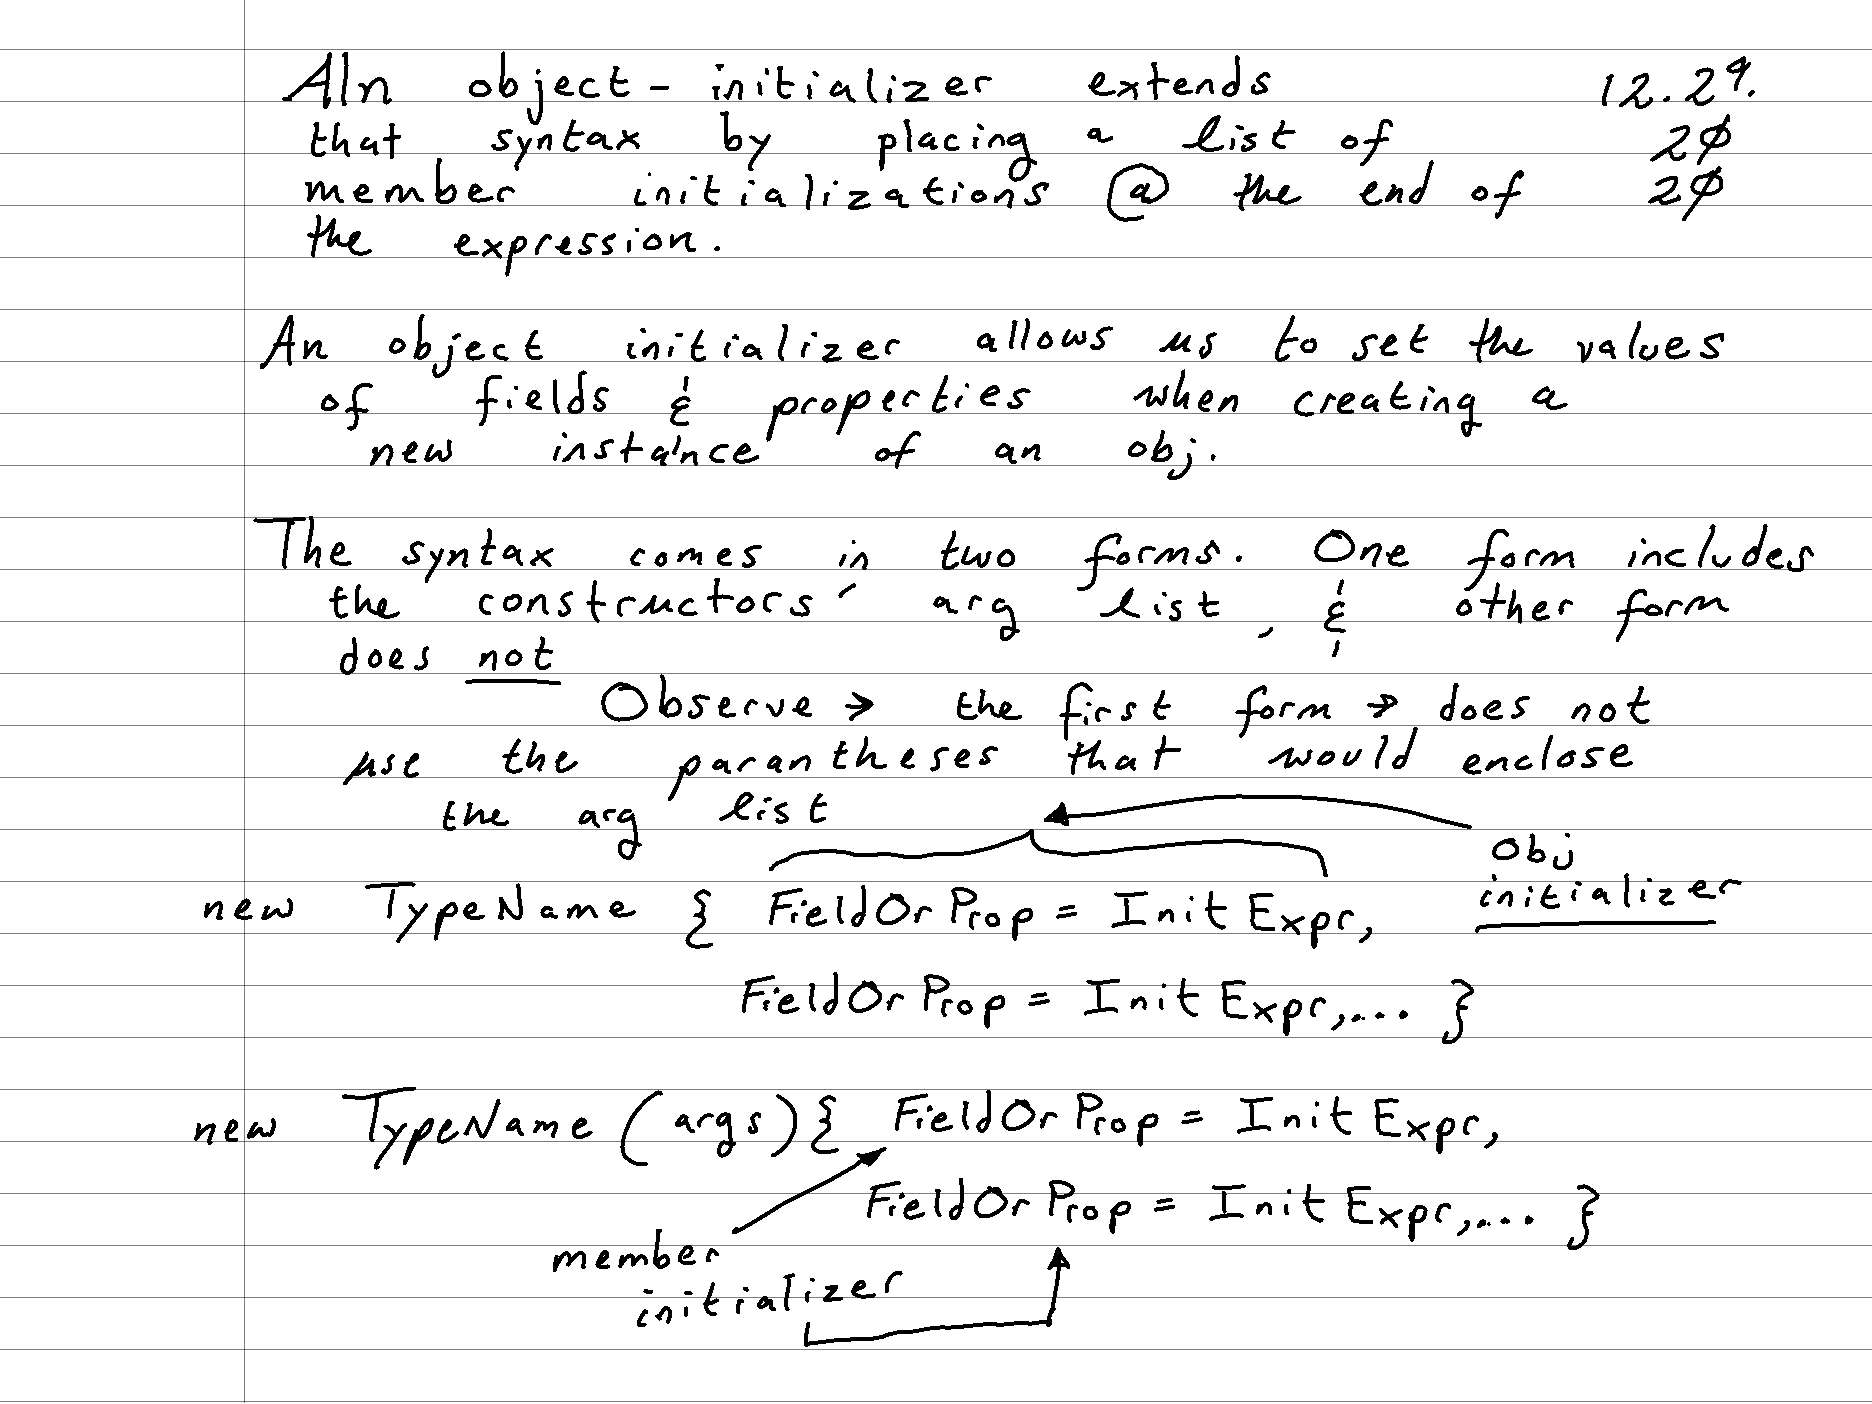 AIn object-initializer extends 12.29.
that syntax by placing a list of 2∅
member initializations @ the end of 2∅
the expression.
An object initializer allows us to set the values
of fields & properties when creating a
new instance of an obj.
The syntax comes in two forms. One form includes
the constructors' arg list, & other form
does not
Observe → the first form → does not
use the parantheses that would enclose
the arg list
Obj
initializer
new TypeName { FieldOrProp = InitExpr,
FieldOrProp = InitExpr,... }
new TypeName (args) { FieldOrProp = InitExpr,
FieldOrProp = InitExpr,... }
member
initializer